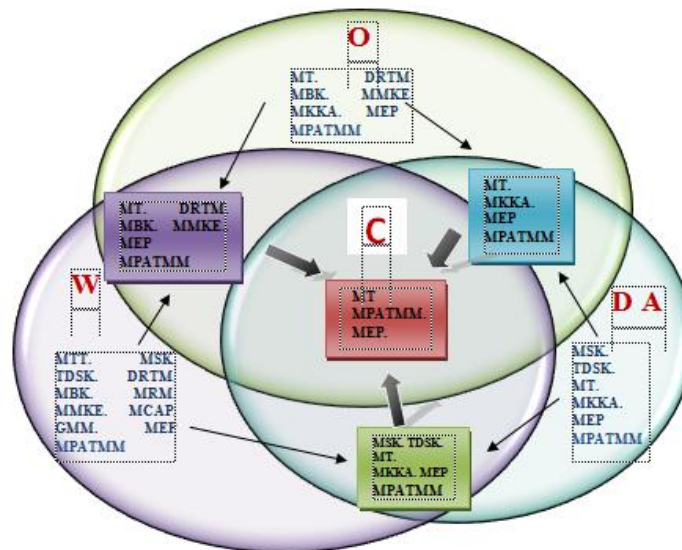 O
MT. DRTM
MBK. MMKE
MKKA. MEP
MPATMM
MT. DRTM.
MBK. MMKE.
MEP
MPATMM
MT.
MKKA.
MEP
MPATMM
C
MT
MPATMM.
MEP.
W
MTT. MSK
TDSK. DRTM
MBK. MRM
MMKE. MCAP
GMM. MEP
MPATMM
D A
MSK.
TDSK.
MT.
MKKA.
MEP
MPATMM
MSK. TDSK.
MT.
MKKA. MEP
MPATMM